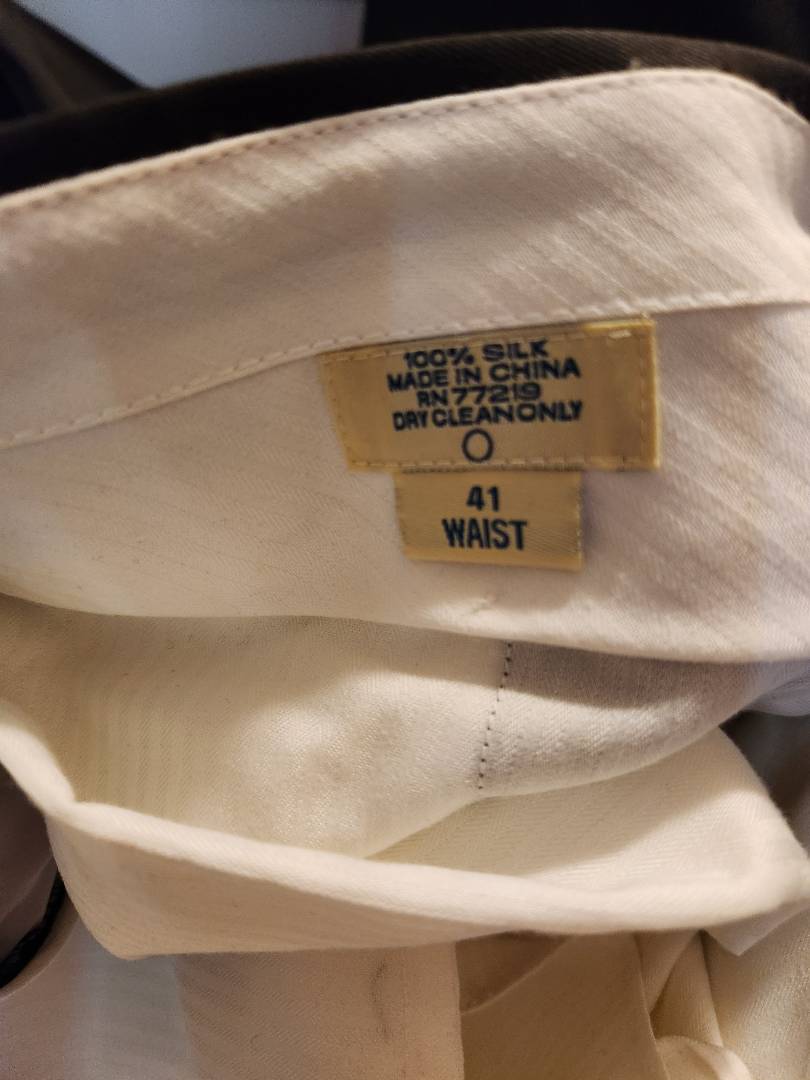 100% SILK
MADE IN CHINA
RN 77219
DRY CLEAN ONLY
O
41
WAIST